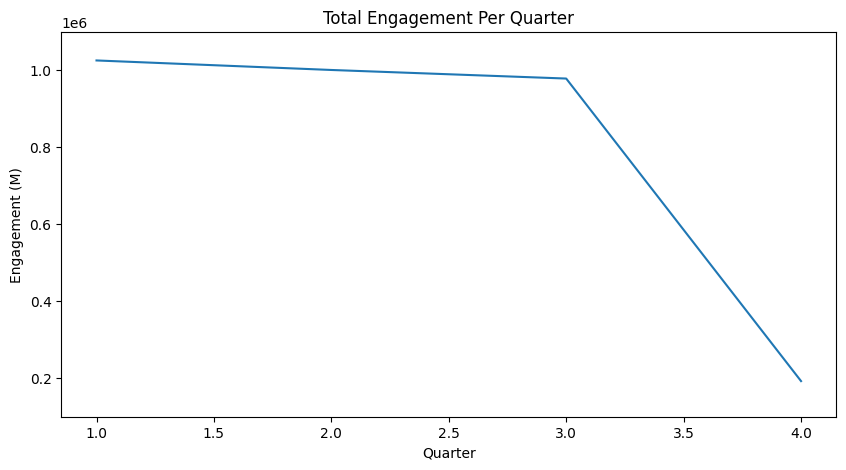 Total Engagement Per Quarter
1e6
1.0
0.8
0.6
0.4
0.2
Engagement (M)
1.0 1.5 2.0 2.5 3.0 3.5 4.0
Quarter